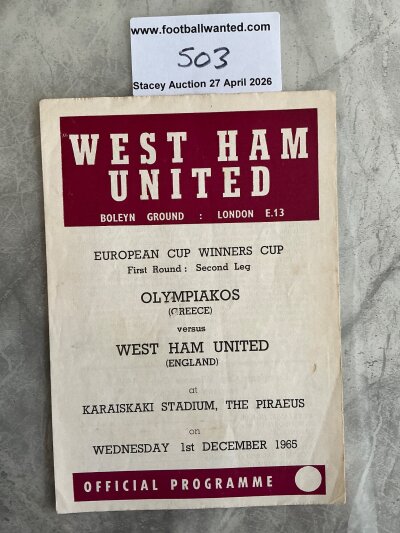 www.footballwanted.com
503
Stacey Auction 27 April 2026
WEST HAM
UNITED
BOLEYN GROUND : LONDON E.13
EUROPEAN CUP WINNERS CUP
First Round : Second Leg
OLYMPIAKOS
(GREECE)
versus
WEST HAM UNITED
(ENGLAND)
at
KARAISKAKI STADIUM, THE PIRAEUS
on
WEDNESDAY 1st DECEMBER 1965
OFFICIAL PROGRAMME